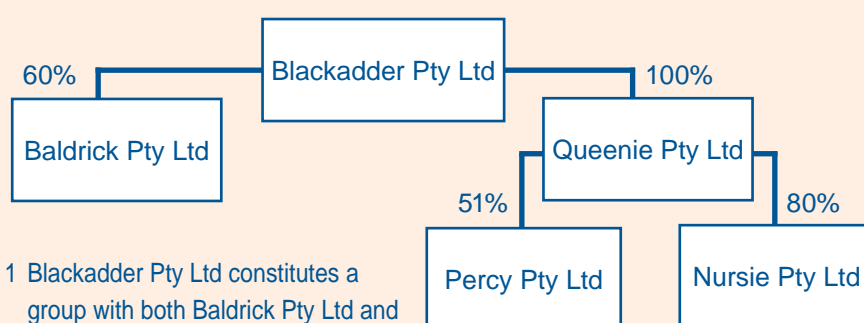 Blackadder Pty Ltd
60%
100%
Baldrick Pty Ltd
Queenie Pty Ltd
51%
80%
Percy Pty Ltd
Nursie Pty Ltd
1 Blackadder Pty Ltd constitutes a
group with both Baldrick Pty Ltd and